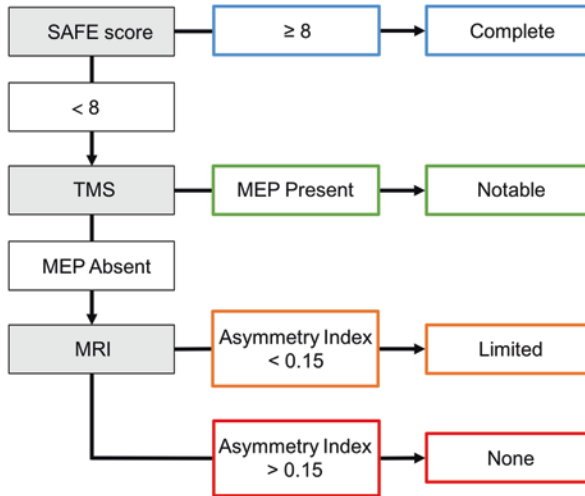 SAFE score
≥ 8
Complete
< 8
TMS
MEP Present
Notable
MEP Absent
MRI
Asymmetry Index
< 0.15
Limited
Asymmetry Index
> 0.15
None